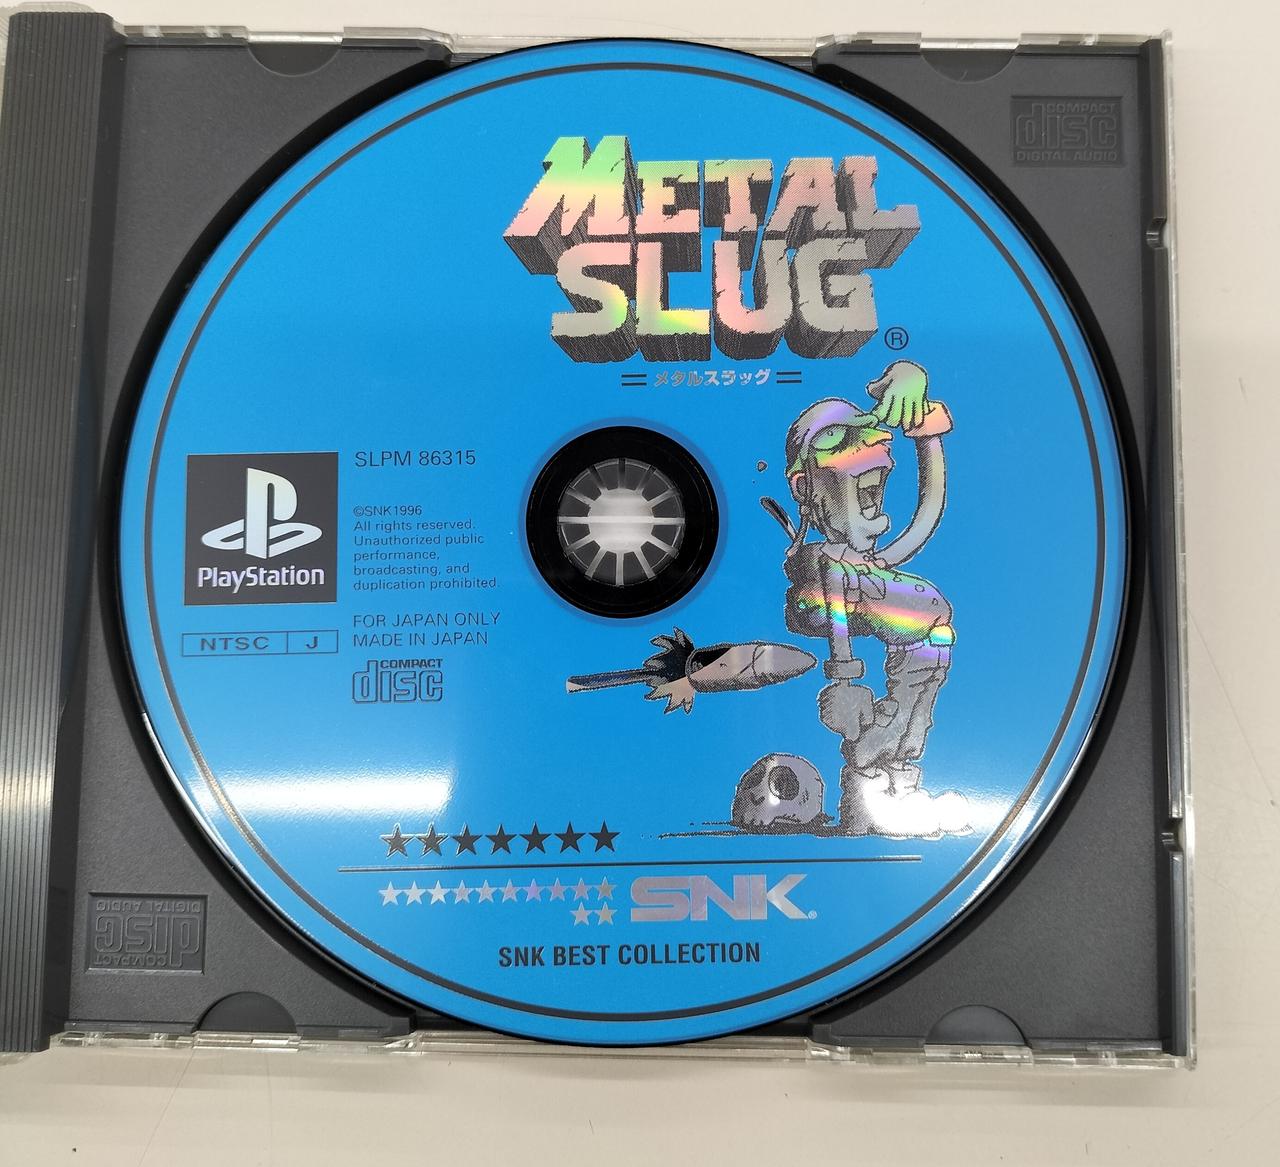 COMPACT
disc
DIGITAL AUDIO
METAL
SLUG
®
=メタルスラッグ=
SLPM 86315
PlayStation
©SNK1996
All rights reserved.
Unauthorized public
performance,
broadcasting, and
duplication prohibited.
FOR JAPAN ONLY
MADE IN JAPAN
NTSC J
COMPACT
disc
★★★★★★★
★★★★★★★★★★★ SNK®
★★
SNK BEST COLLECTION
COMPACT
disc
DIGITAL AUDIO